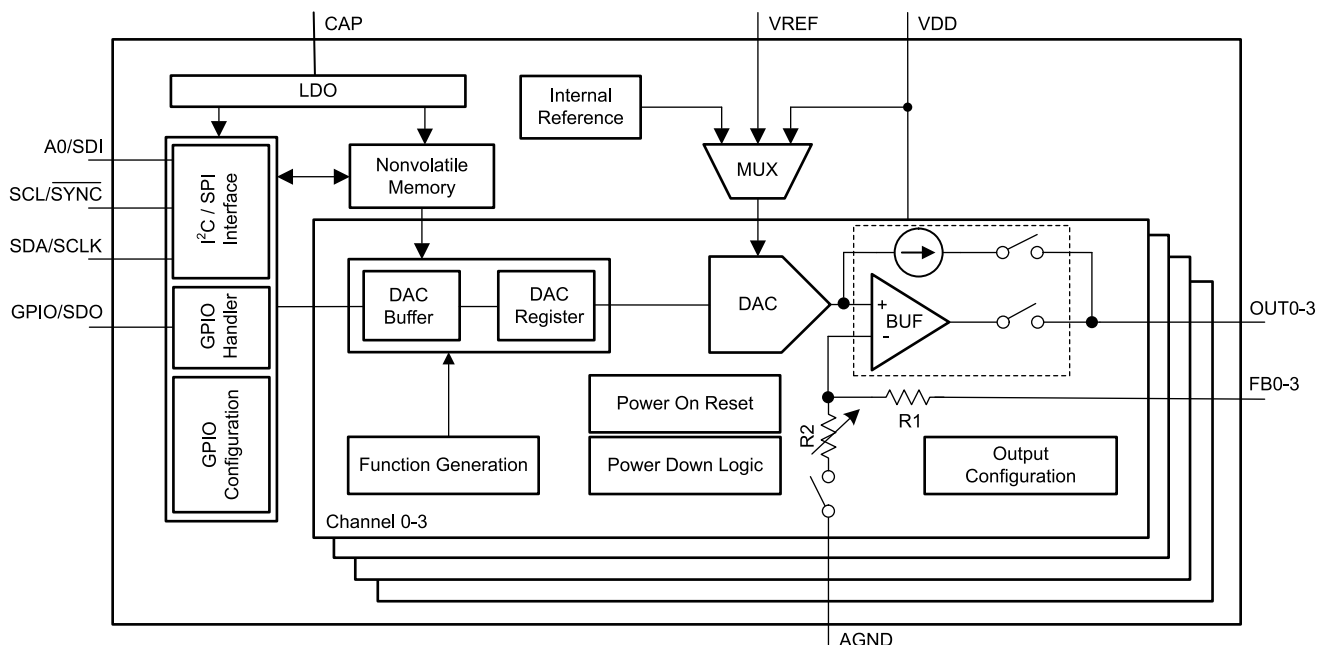 CAP
VREF
VDD
LDO
Internal
Reference
A0/SDI
SCL/SYNC
SDA/SCLK
GPIO/SDO
I²C / SPI
Interface
GPIO
Handler
GPIO
Configuration
Nonvolatile
Memory
MUX
DAC
Buffer
DAC
Register
DAC
+
BUF
-
OUT0-3
FB0-3
R1
R2
Power On Reset
Function Generation
Power Down Logic
Output
Configuration
Channel 0-3
AGND